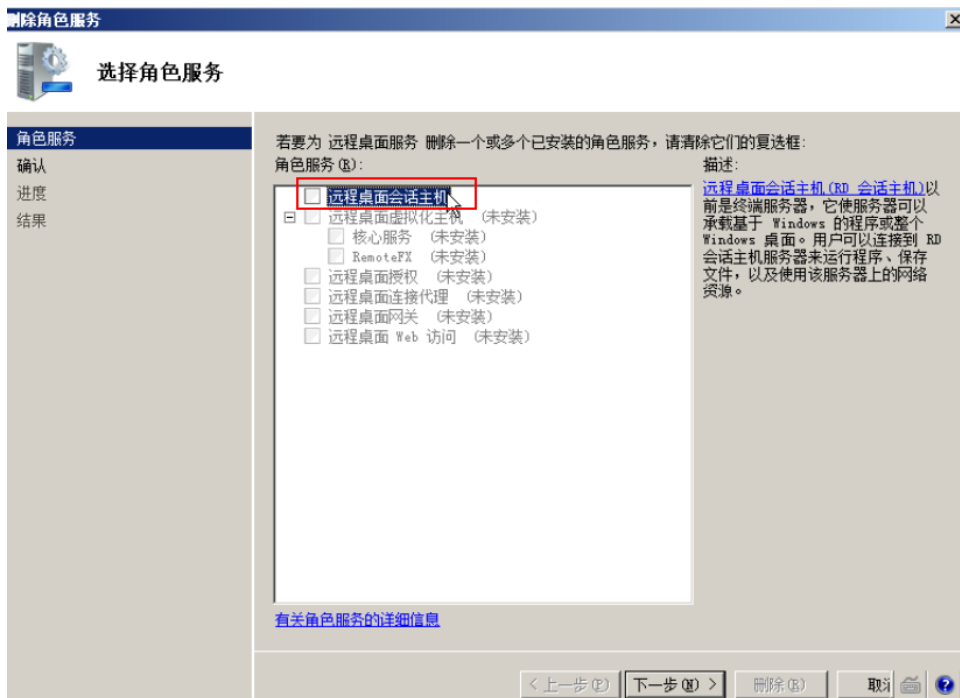 删除角色服务
选择角色服务
角色服务
确认
进度
结果
若要为 远程桌面服务 删除一个或多个已安装的角色服务，请清除它们的复选框:
角色服务(R):
远程桌面会话主机
远程桌面虚拟化主机 (未安装)
核心服务 (未安装)
RemoteFX (未安装)
远程桌面授权 (未安装)
远程桌面连接代理 (未安装)
远程桌面网关 (未安装)
远程桌面 Web 访问 (未安装)
描述:
远程桌面会话主机(RD 会话主机)以
前是终端服务器，它使服务器可以
承载基于 Windows 的程序或整个
Windows 桌面。用户可以连接到 RD
会话主机服务器来运行程序、保存
文件，以及使用该服务器上的网络
资源。
有关角色服务的详细信息
< 上一步(P)
下一步(N) >
删除(R)
取消